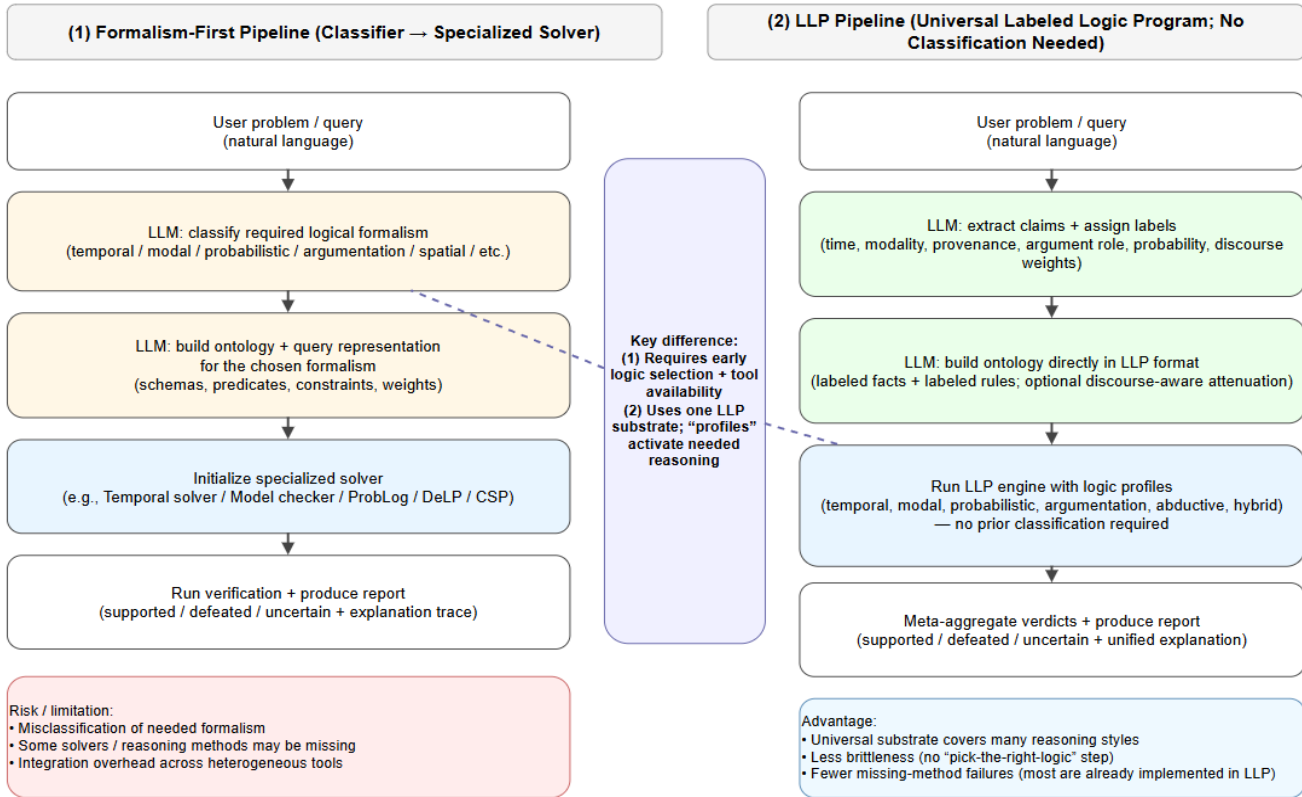 (1) Formalism-First Pipeline (Classifier → Specialized Solver)
User problem / query
(natural language)
LLM: classify required logical formalism
(temporal / modal / probabilistic / argumentation / spatial / etc.)
LLM: build ontology + query representation
for the chosen formalism
(schemas, predicates, constraints, weights)
Initialize specialized solver
(e.g., Temporal solver / Model checker / ProbLog / DeLP / CSP)
Run verification + produce report
(supported / defeated / uncertain + explanation trace)
Risk / limitation:
• Misclassification of needed formalism
• Some solvers / reasoning methods may be missing
• Integration overhead across heterogeneous tools
Key difference:
(1) Requires early
logic selection + tool
availability
(2) Uses one LLP
substrate; “profiles”
activate needed
reasoning
(2) LLP Pipeline (Universal Labeled Logic Program; No
Classification Needed)
User problem / query
(natural language)
LLM: extract claims + assign labels
(time, modality, provenance, argument role, probability, discourse
weights)
LLM: build ontology directly in LLP format
(labeled facts + labeled rules; optional discourse-aware attenuation)
Run LLP engine with logic profiles
(temporal, modal, probabilistic, argumentation, abductive, hybrid)
— no prior classification required
Meta-aggregate verdicts + produce report
(supported / defeated / uncertain + unified explanation)
Advantage:
• Universal substrate covers many reasoning styles
• Less brittleness (no “pick-the-right-logic” step)
• Fewer missing-method failures (most are already implemented in LLP)